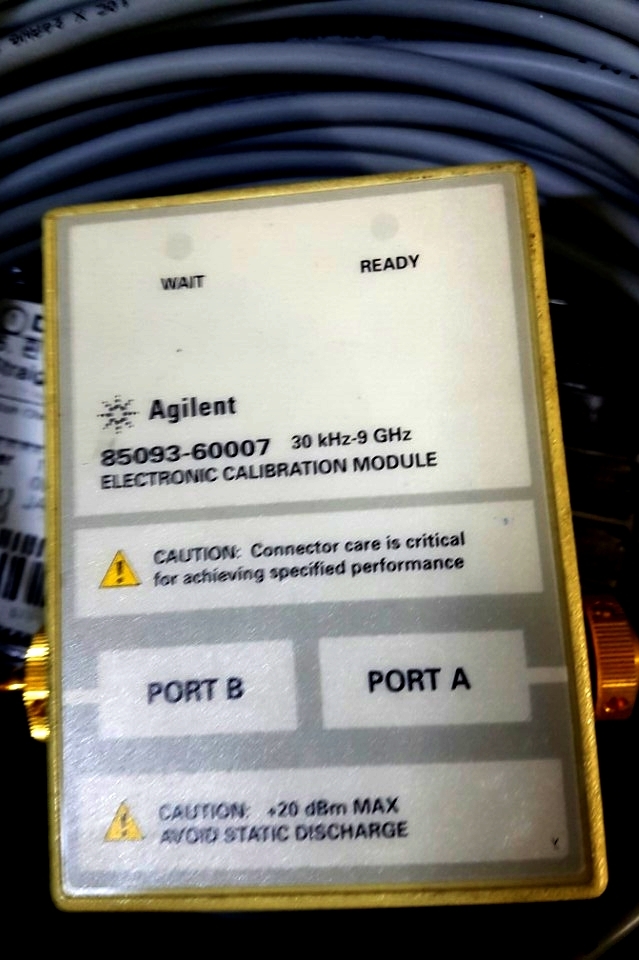 WAIT
READY
Agilent
85093-60007 30 kHz-9 GHz
ELECTRONIC CALIBRATION MODULE
CAUTION: Connector care is critical
for achieving specified performance
PORT B
PORT A
CAUTION: +20 dBm MAX
AVOID STATIC DISCHARGE